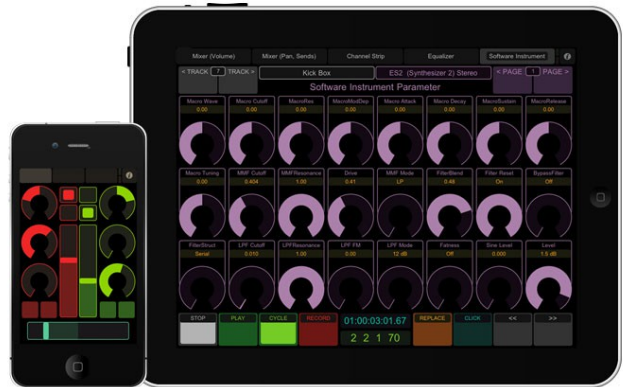 Mixer (Volume) Mixer (Pan, Sends) Channel Strip Equalizer Software Instrument
< TRACK 7 TRACK > Kick Box ES2 (Synthesizer 2) Stereo < PAGE 1 PAGE >
Software Instrument Parameter
Macro Wave Macro Cutoff MacroRes MacroModDep Macro Attack Macro Decay MacroSustain MacroRelease
0.00 0.00 0.00 0.00 0.00 0.00 0.00 0.00
Macro Tuning MMF Cutoff MMFResonance Drive MMF Mode FilterBlend Filter Reset BypassFilter
0.00 0.404 1.00 0.41 LP 0.48 On Off
FilterStruct LPF Cutoff LPFResonance LPF FM LPF Mode Fatness Sine Level Level
Serial 0.010 1.00 0.00 12 dB Off 0.000 1.5 dB
STOP PLAY CYCLE RECORD 01:00:03:01.67 REPLACE CLICK << >>
2 2 1 70